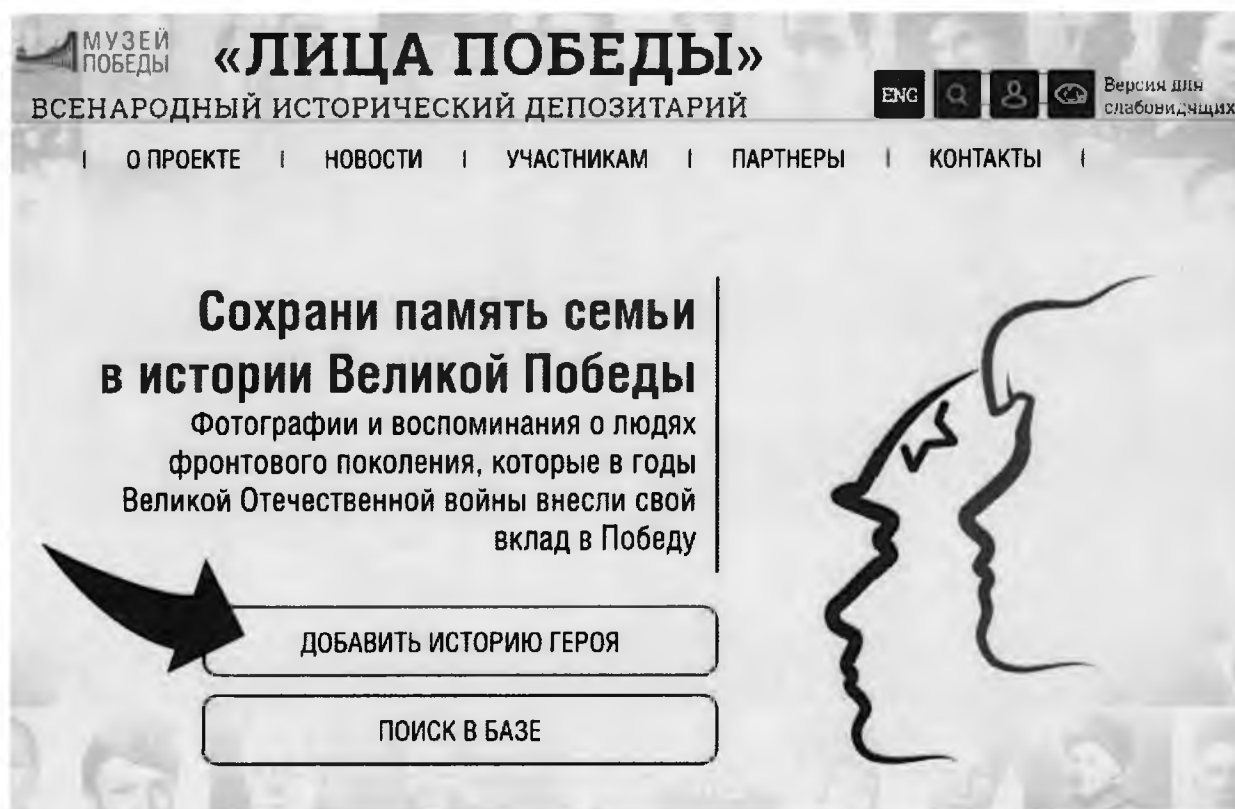 МУЗЕЙ
ПОБЕДЫ
«ЛИЦА ПОБЕДЫ»
ВСЕНАРОДНЫЙ ИСТОРИЧЕСКИЙ ДЕПОЗИТАРИЙ
ENG
Версия для
слабовидящих
О ПРОЕКТЕ | НОВОСТИ | УЧАСТНИКАМ | ПАРТНЕРЫ | КОНТАКТЫ
Сохрани память семьи
в истории Великой Победы
Фотографии и воспоминания о людях
фронтового поколения, которые в годы
Великой Отечественной войны внесли свой
вклад в Победу
ДОБАВИТЬ ИСТОРИЮ ГЕРОЯ
ПОИСК В БАЗЕ